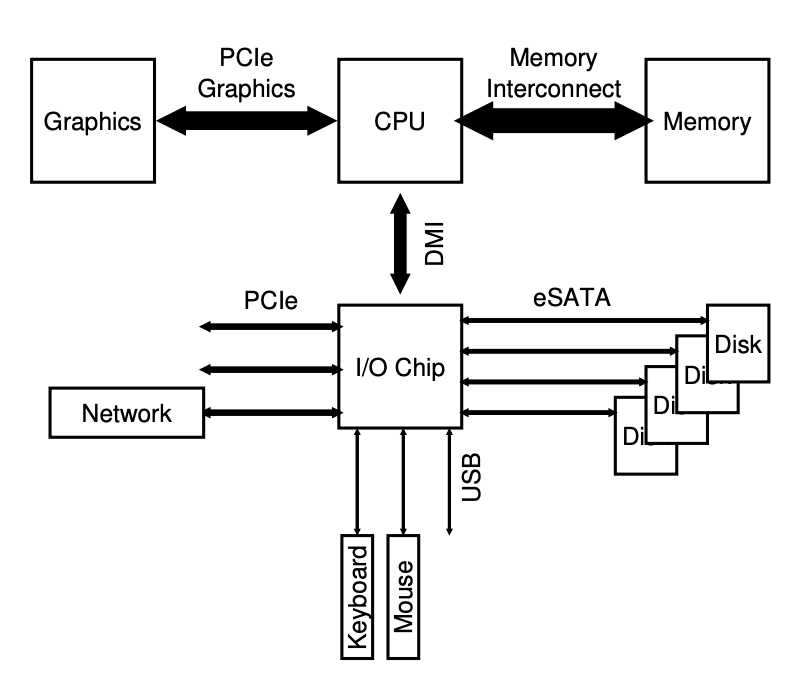 PCIe
Graphics
Memory
Interconnect
Graphics
CPU
Memory
DMI
PCIe
eSATA
I/O Chip
Disk
Network
USB
Keyboard
Mouse